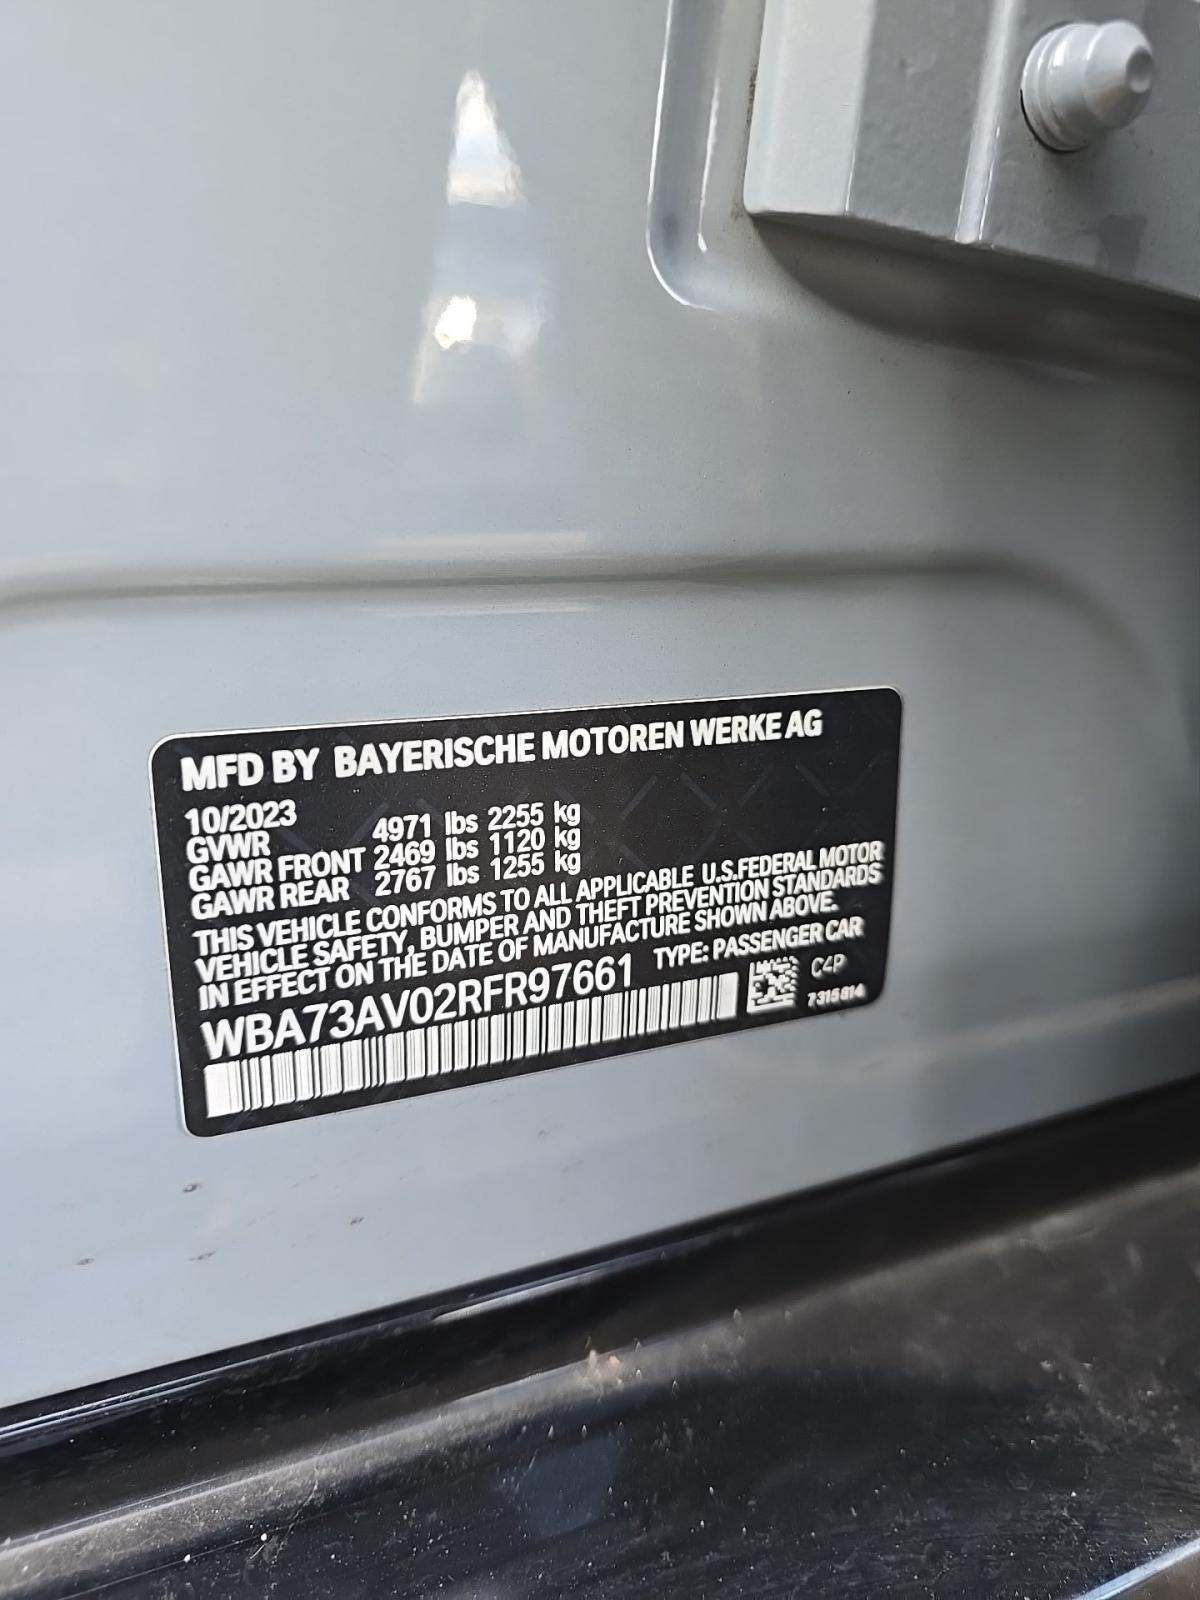 MFD BY BAYERISCHE MOTOREN WERKE AG
10/2023
GVWR 4971 lbs 2255 kg
GAWR FRONT 2469 lbs 1120 kg
GAWR REAR 2767 lbs 1255 kg
THIS VEHICLE CONFORMS TO ALL APPLICABLE U.S.FEDERAL MOTOR
VEHICLE SAFETY, BUMPER AND THEFT PREVENTION STANDARDS
IN EFFECT ON THE DATE OF MANUFACTURE SHOWN ABOVE.
TYPE: PASSENGER CAR
WBA73AV02RFR97661
C4P
7315614